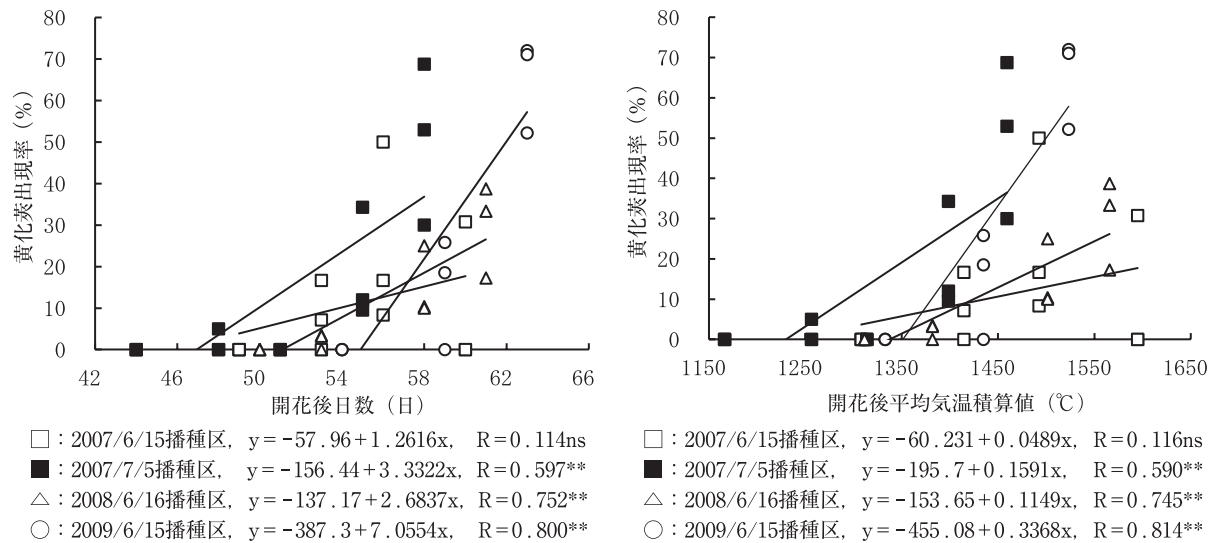 80
70
60
50
40
30
20
10
0
黄化莢出現率（%）
42 46 50 54 58 62 66
開花後日数（日）
□：2007/6/15播種区, y＝-57.96+1.2616x, R＝0.114ns
■：2007/7/5播種区, y＝-156.44+3.3322x, R＝0.597**
△：2008/6/16播種区, y＝-137.17+2.6837x, R＝0.752**
○：2009/6/15播種区, y＝-387.3+7.0554x, R＝0.800**
80
70
60
50
40
30
20
10
0
黄化莢出現率（%）
1150 1250 1350 1450 1550 1650
開花後平均気温積算値（℃）
□：2007/6/15播種区, y＝-60.231+0.0489x, R＝0.116ns
■：2007/7/5播種区, y＝-195.7+0.1591x, R＝0.590**
△：2008/6/16播種区, y＝-153.65+0.1149x, R＝0.745**
○：2009/6/15播種区, y＝-455.08+0.3368x, R＝0.814**